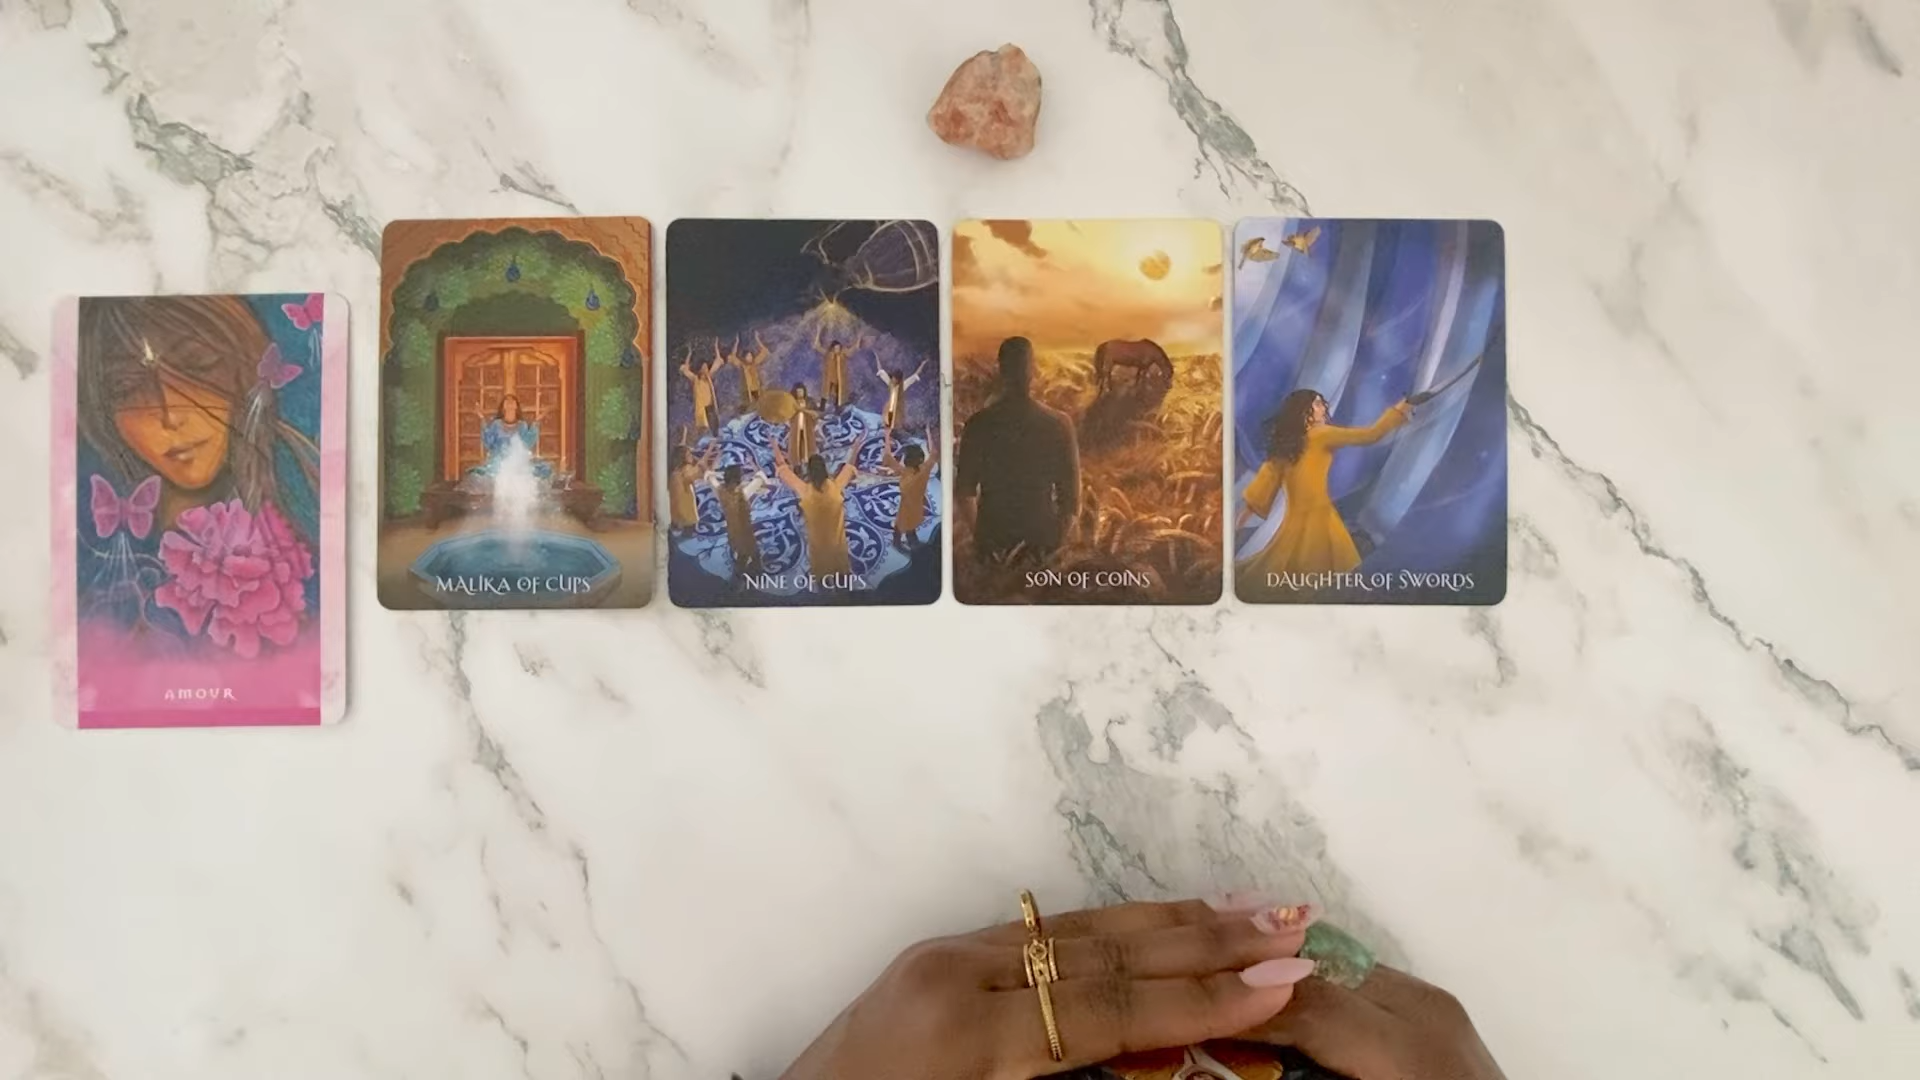 AMOUR
MALIKA OF CUPS
NINE OF CUPS
SON OF COINS
DAUGHTER OF SWORDS